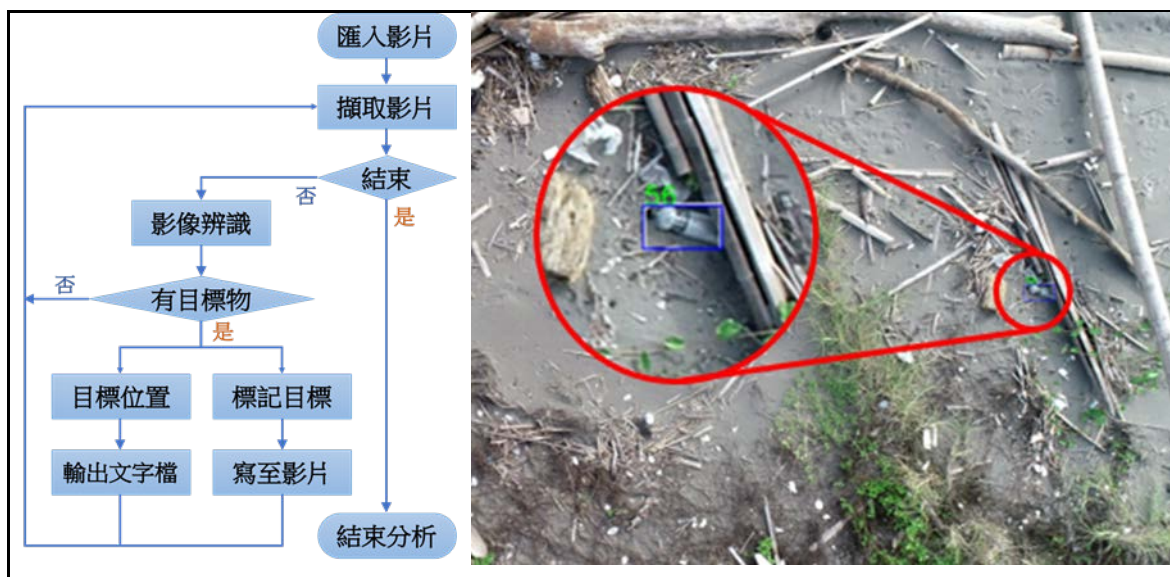 匯入影片
擷取影片
結束
否
是
影像辨識
有目標物
否
是
目標位置
標記目標
輸出文字檔
寫至影片
結束分析